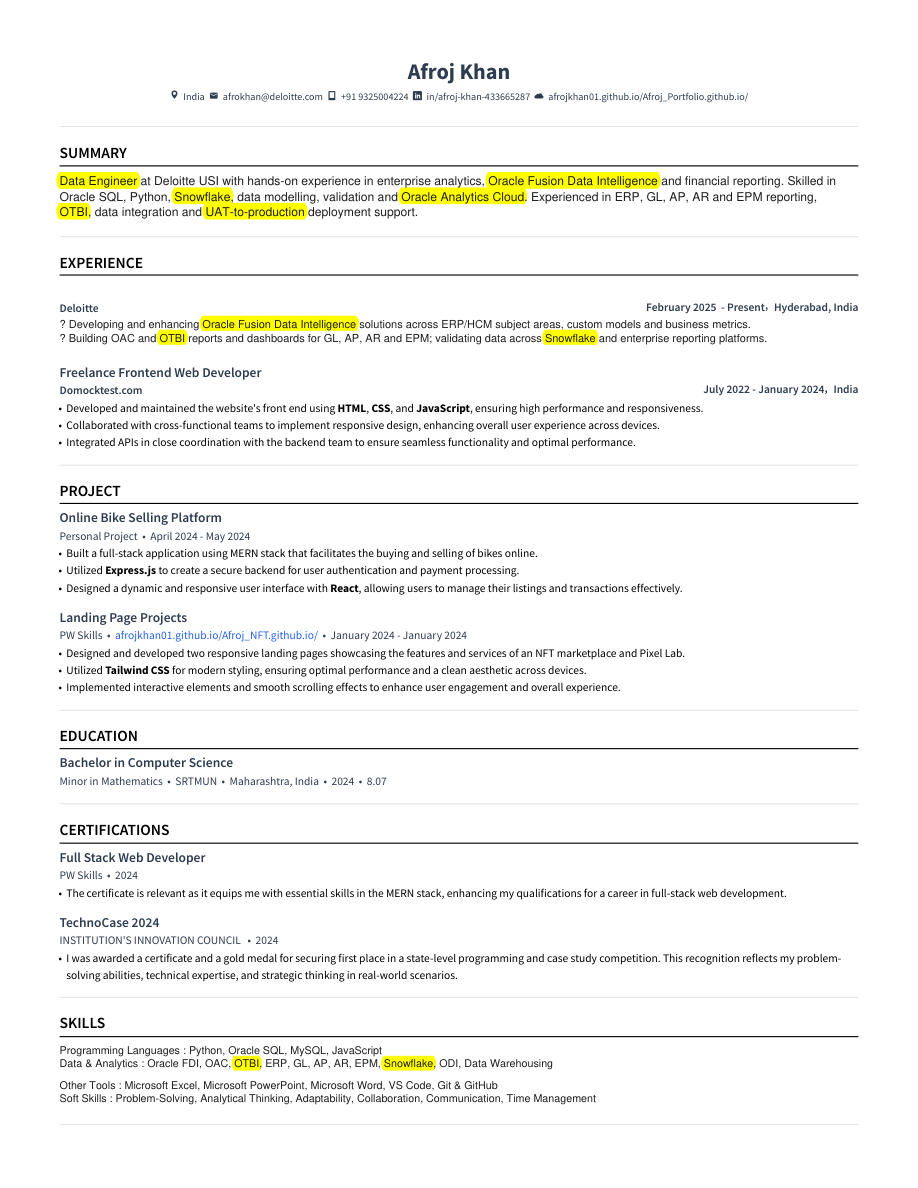 Afroj Khan
India afrokhan@deloitte.com +91 9325004224 in/afroj-khan-433665287 afrojkhan01.github.io/Afroj_Portfolio.github.io/
SUMMARY
Data Engineer at Deloitte USI with hands-on experience in enterprise analytics, Oracle Fusion Data Intelligence and financial reporting. Skilled in
Oracle SQL, Python, Snowflake, data modelling, validation and Oracle Analytics Cloud. Experienced in ERP, GL, AP, AR and EPM reporting,
OTBI, data integration and UAT-to-production deployment support.
EXPERIENCE
Deloitte February 2025 - Present, Hyderabad, India
? Developing and enhancing Oracle Fusion Data Intelligence solutions across ERP/HCM subject areas, custom models and business metrics.
? Building OAC and OTBI reports and dashboards for GL, AP, AR and EPM; validating data across Snowflake and enterprise reporting platforms.
Freelance Frontend Web Developer
Domocktest.com July 2022 - January 2024, India
• Developed and maintained the website's front end using HTML, CSS, and JavaScript, ensuring high performance and responsiveness.
• Collaborated with cross-functional teams to implement responsive design, enhancing overall user experience across devices.
• Integrated APIs in close coordination with the backend team to ensure seamless functionality and optimal performance.
PROJECT
Online Bike Selling Platform
Personal Project • April 2024 - May 2024
• Built a full-stack application using MERN stack that facilitates the buying and selling of bikes online.
• Utilized Express.js to create a secure backend for user authentication and payment processing.
• Designed a dynamic and responsive user interface with React, allowing users to manage their listings and transactions effectively.
Landing Page Projects
PW Skills • afrojkhan01.github.io/Afroj_NFT.github.io/ • January 2024 - January 2024
• Designed and developed two responsive landing pages showcasing the features and services of an NFT marketplace and Pixel Lab.
• Utilized Tailwind CSS for modern styling, ensuring optimal performance and a clean aesthetic across devices.
• Implemented interactive elements and smooth scrolling effects to enhance user engagement and overall experience.
EDUCATION
Bachelor in Computer Science
Minor in Mathematics • SRTMUN • Maharashtra, India • 2024 • 8.07
CERTIFICATIONS
Full Stack Web Developer
PW Skills • 2024
• The certificate is relevant as it equips me with essential skills in the MERN stack, enhancing my qualifications for a career in full-stack web development.
TechnoCase 2024
INSTITUTION'S INNOVATION COUNCIL • 2024
• I was awarded a certificate and a gold medal for securing first place in a state-level programming and case study competition. This recognition reflects my problem-
solving abilities, technical expertise, and strategic thinking in real-world scenarios.
SKILLS
Programming Languages : Python, Oracle SQL, MySQL, JavaScript
Data & Analytics : Oracle FDI, OAC, OTBI, ERP, GL, AP, AR, EPM, Snowflake, ODI, Data Warehousing
Other Tools : Microsoft Excel, Microsoft PowerPoint, Microsoft Word, VS Code, Git & GitHub
Soft Skills : Problem-Solving, Analytical Thinking, Adaptability, Collaboration, Communication, Time Management